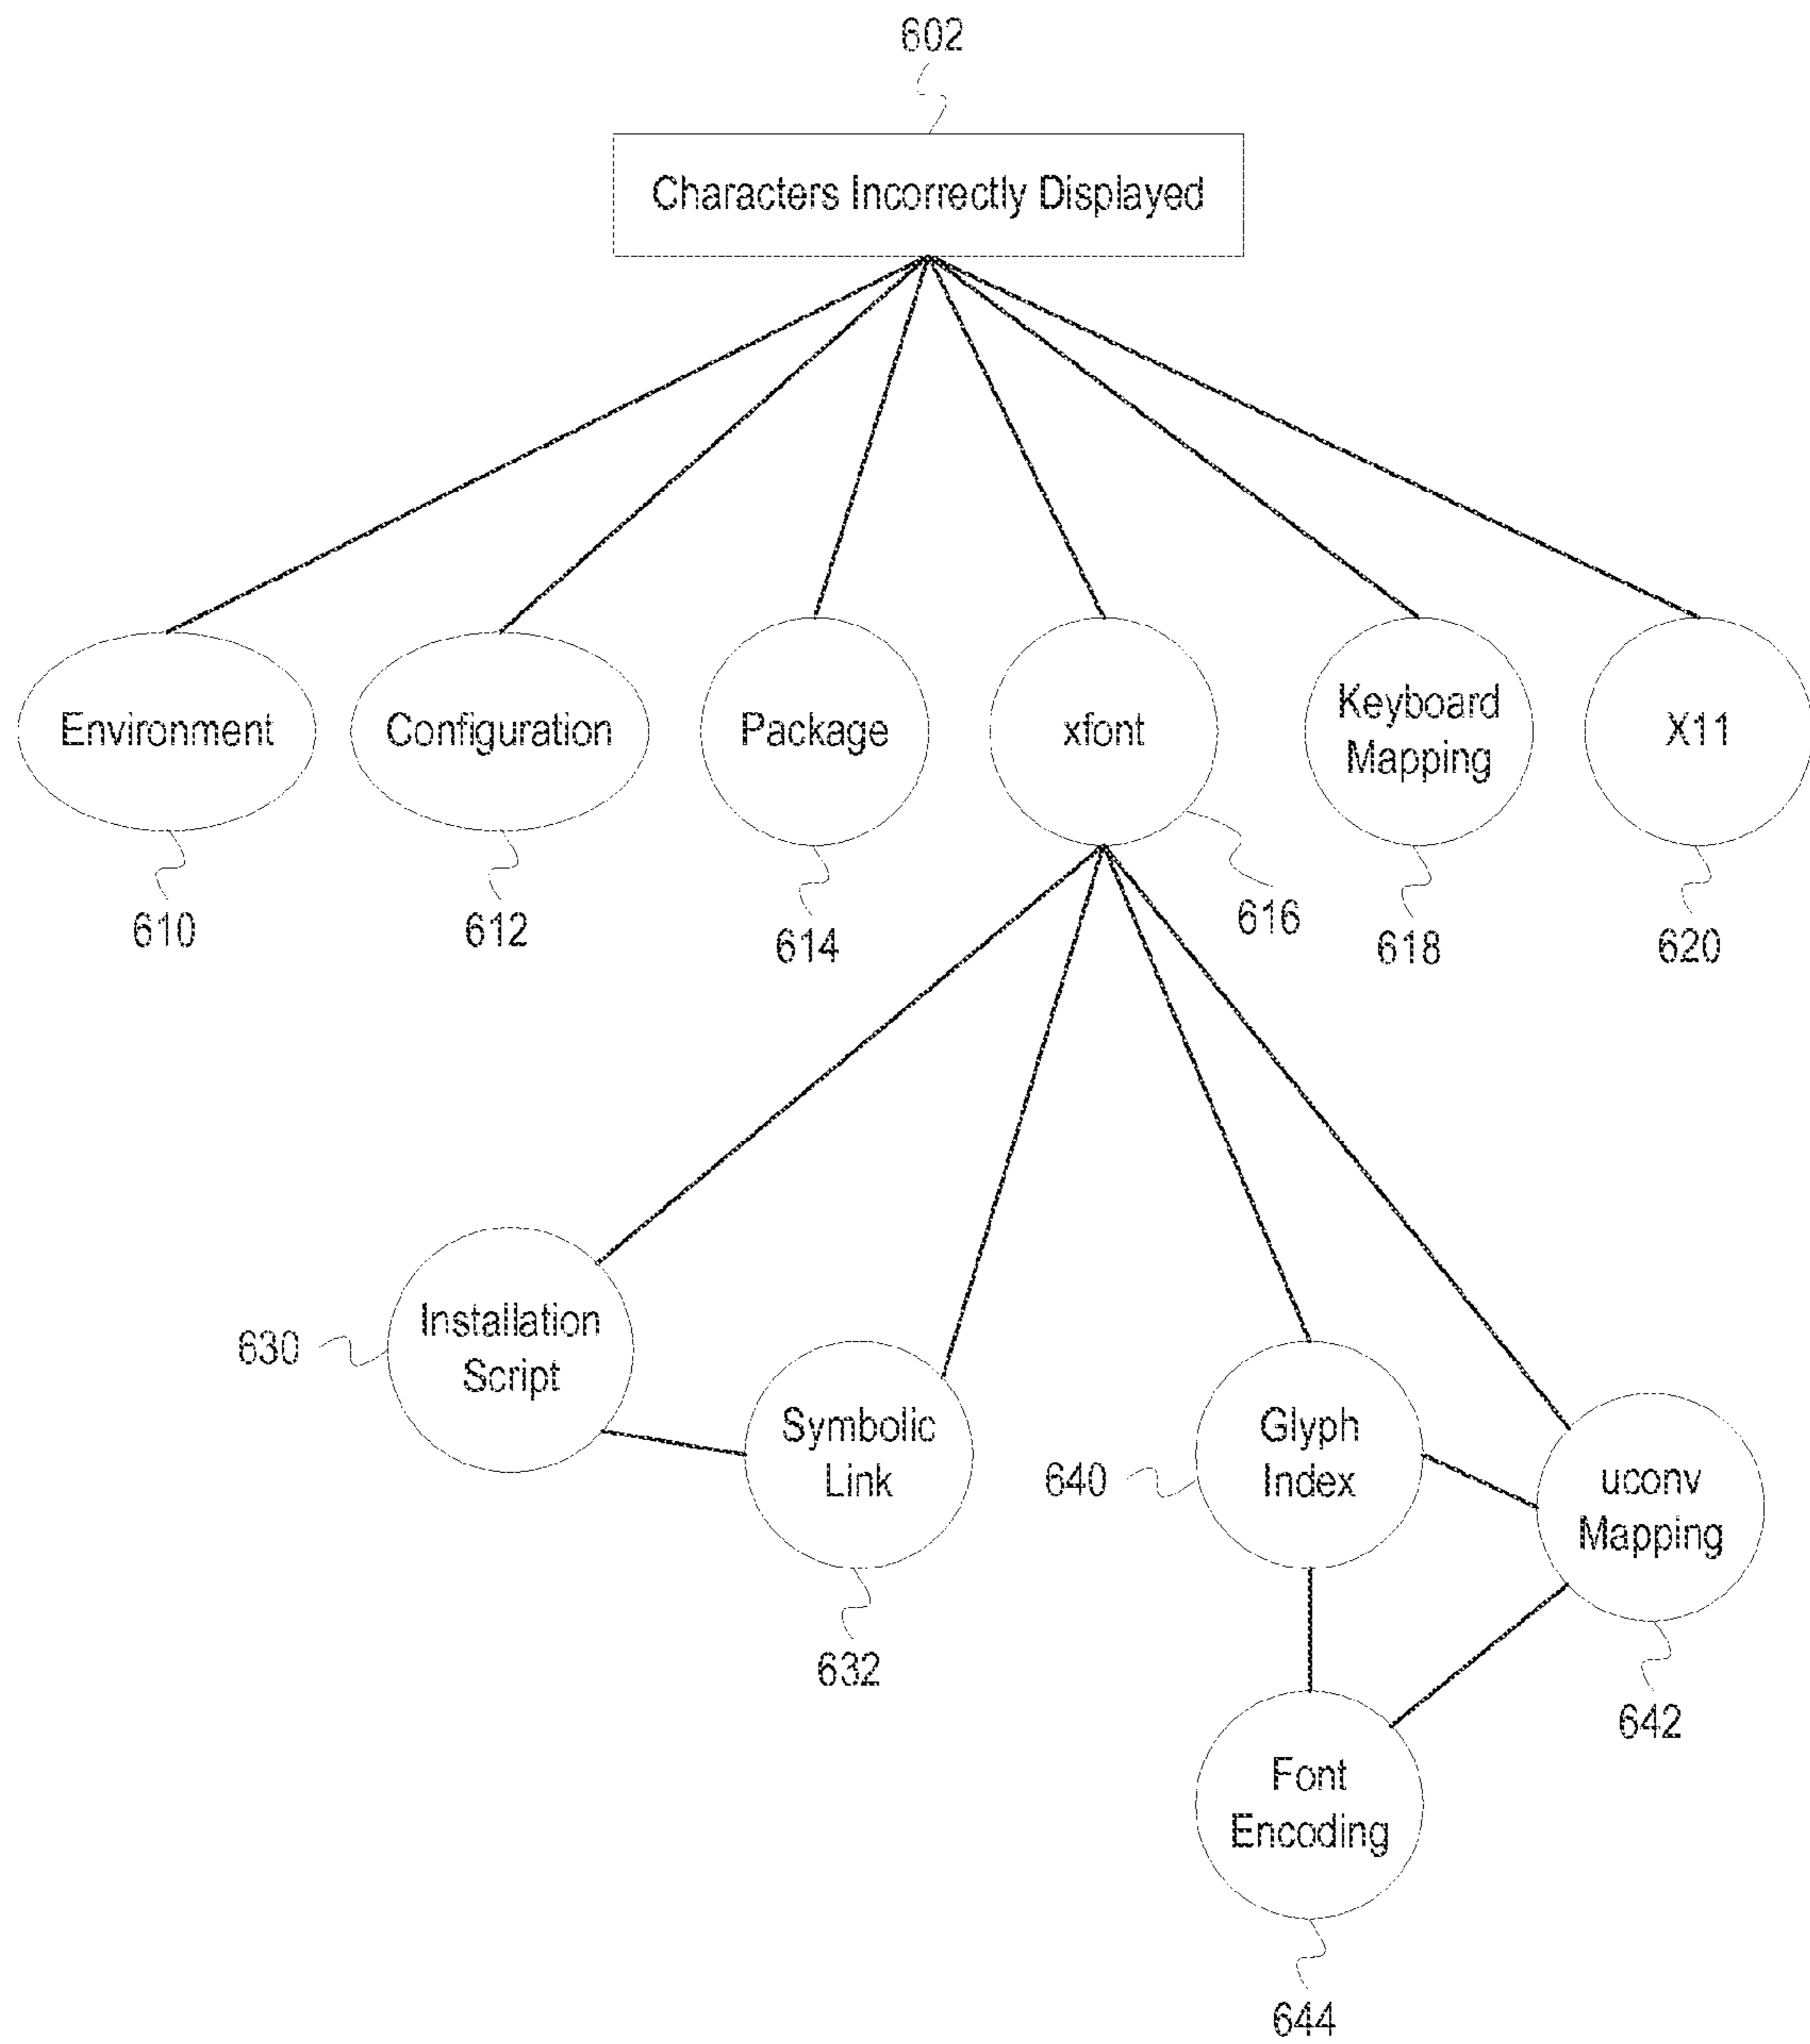 602
Characters Incorrectly Displayed
Environment
Configuration
Package
xfont
Keyboard
Mapping
X11
610
612
614
616
618
620
630
Installation
Script
Symbolic
Link
632
640
Glyph
Index
uconv
Mapping
642
Font
Encoding
644